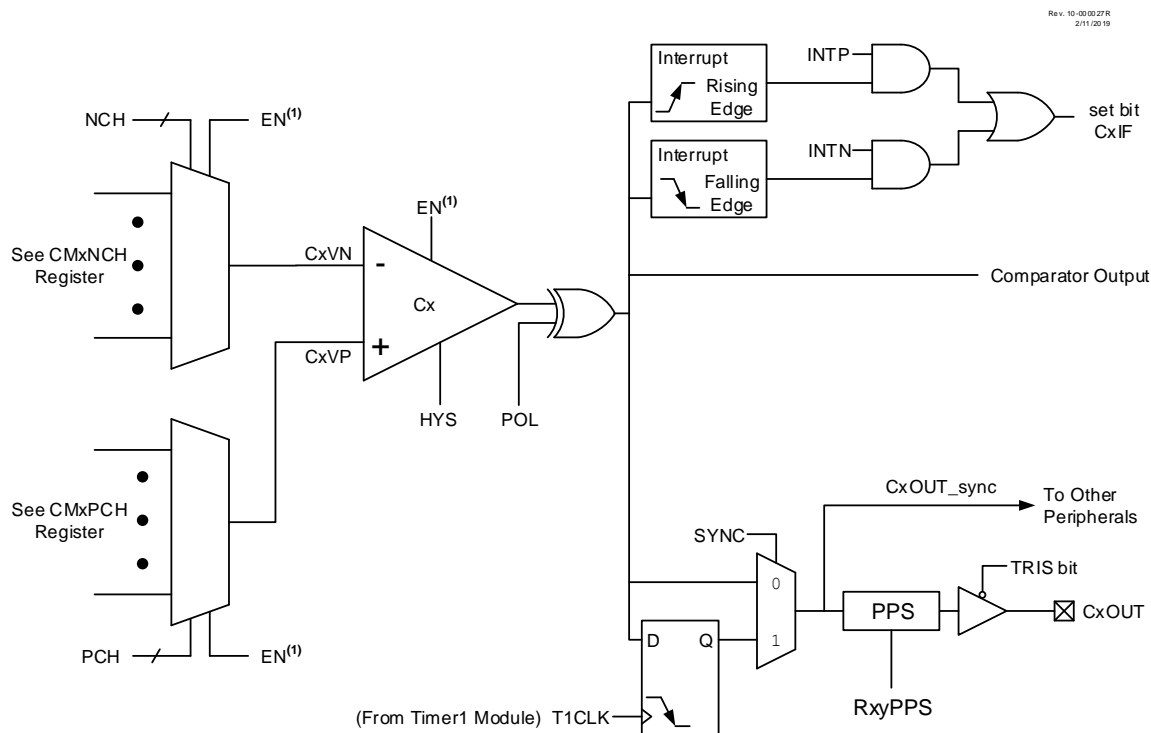 Rev. 10-000027R
2/11/2019
Interrupt
Rising
Edge
INTP
set bit
CxIF
Interrupt
Falling
Edge
INTN
NCH
EN(1)
See CMxNCH
Register
CxVN
EN(1)
-
Cx
+
CxVP
HYS
POL
Comparator Output
See CMxPCH
Register
PCH
EN(1)
CxOUT_sync
To Other
Peripherals
SYNC
0
1
TRIS bit
PPS
CxOUT
RxyPPS
D
Q
(From Timer1 Module) T1CLK